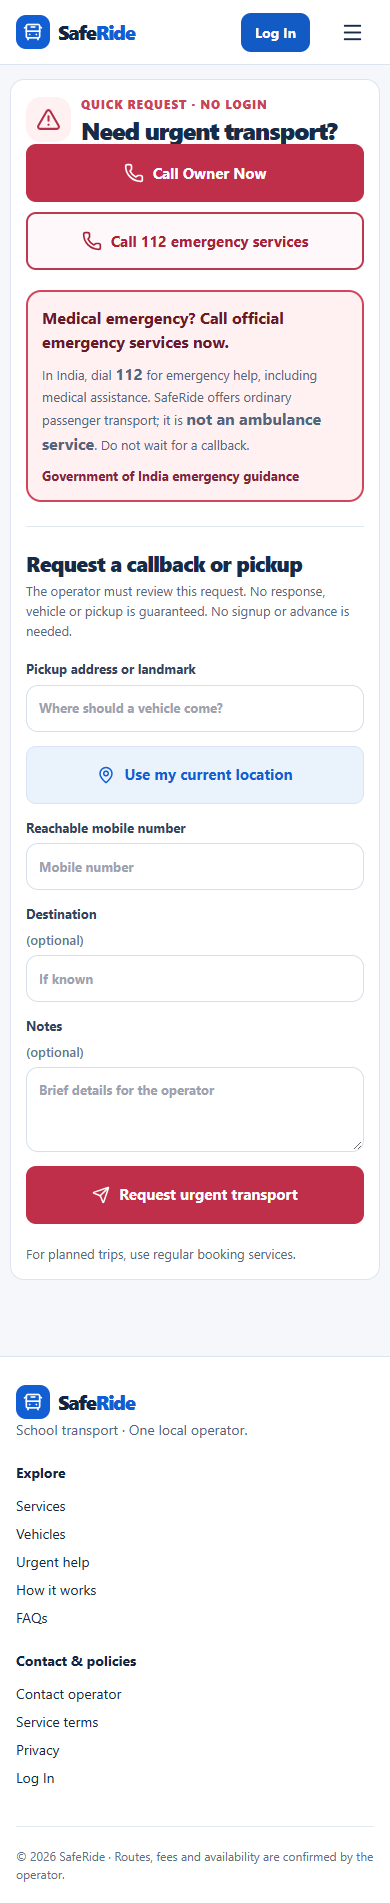 SafeRide
Log In
QUICK REQUEST · NO LOGIN
Need urgent transport?
Call Owner Now
Call 112 emergency services
Medical emergency? Call official
emergency services now.
In India, dial 112 for emergency help, including
medical assistance. SafeRide offers ordinary
passenger transport; it is not an ambulance
service. Do not wait for a callback.
Government of India emergency guidance
Request a callback or pickup
The operator must review this request. No response,
vehicle or pickup is guaranteed. No signup or advance is
needed.
Pickup address or landmark
Where should a vehicle come?
Use my current location
Reachable mobile number
Mobile number
Destination
(optional)
If known
Notes
(optional)
Brief details for the operator
Request urgent transport
For planned trips, use regular booking services.
SafeRide
School transport · One local operator.
Explore
Services
Vehicles
Urgent help
How it works
FAQs
Contact & policies
Contact operator
Service terms
Privacy
Log In
© 2026 SafeRide · Routes, fees and availability are confirmed by the
operator.